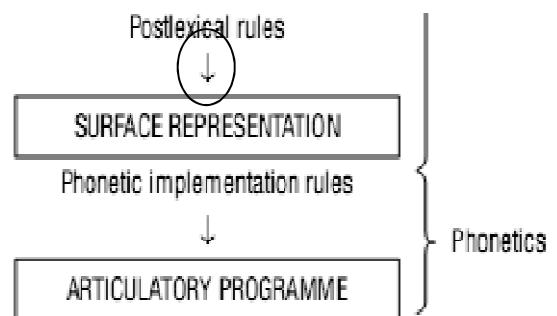 Postlexical rules
↓
SURFACE REPRESENTATION
Phonetic implementation rules
↓
Phonetics
ARTICULATORY PROGRAMME